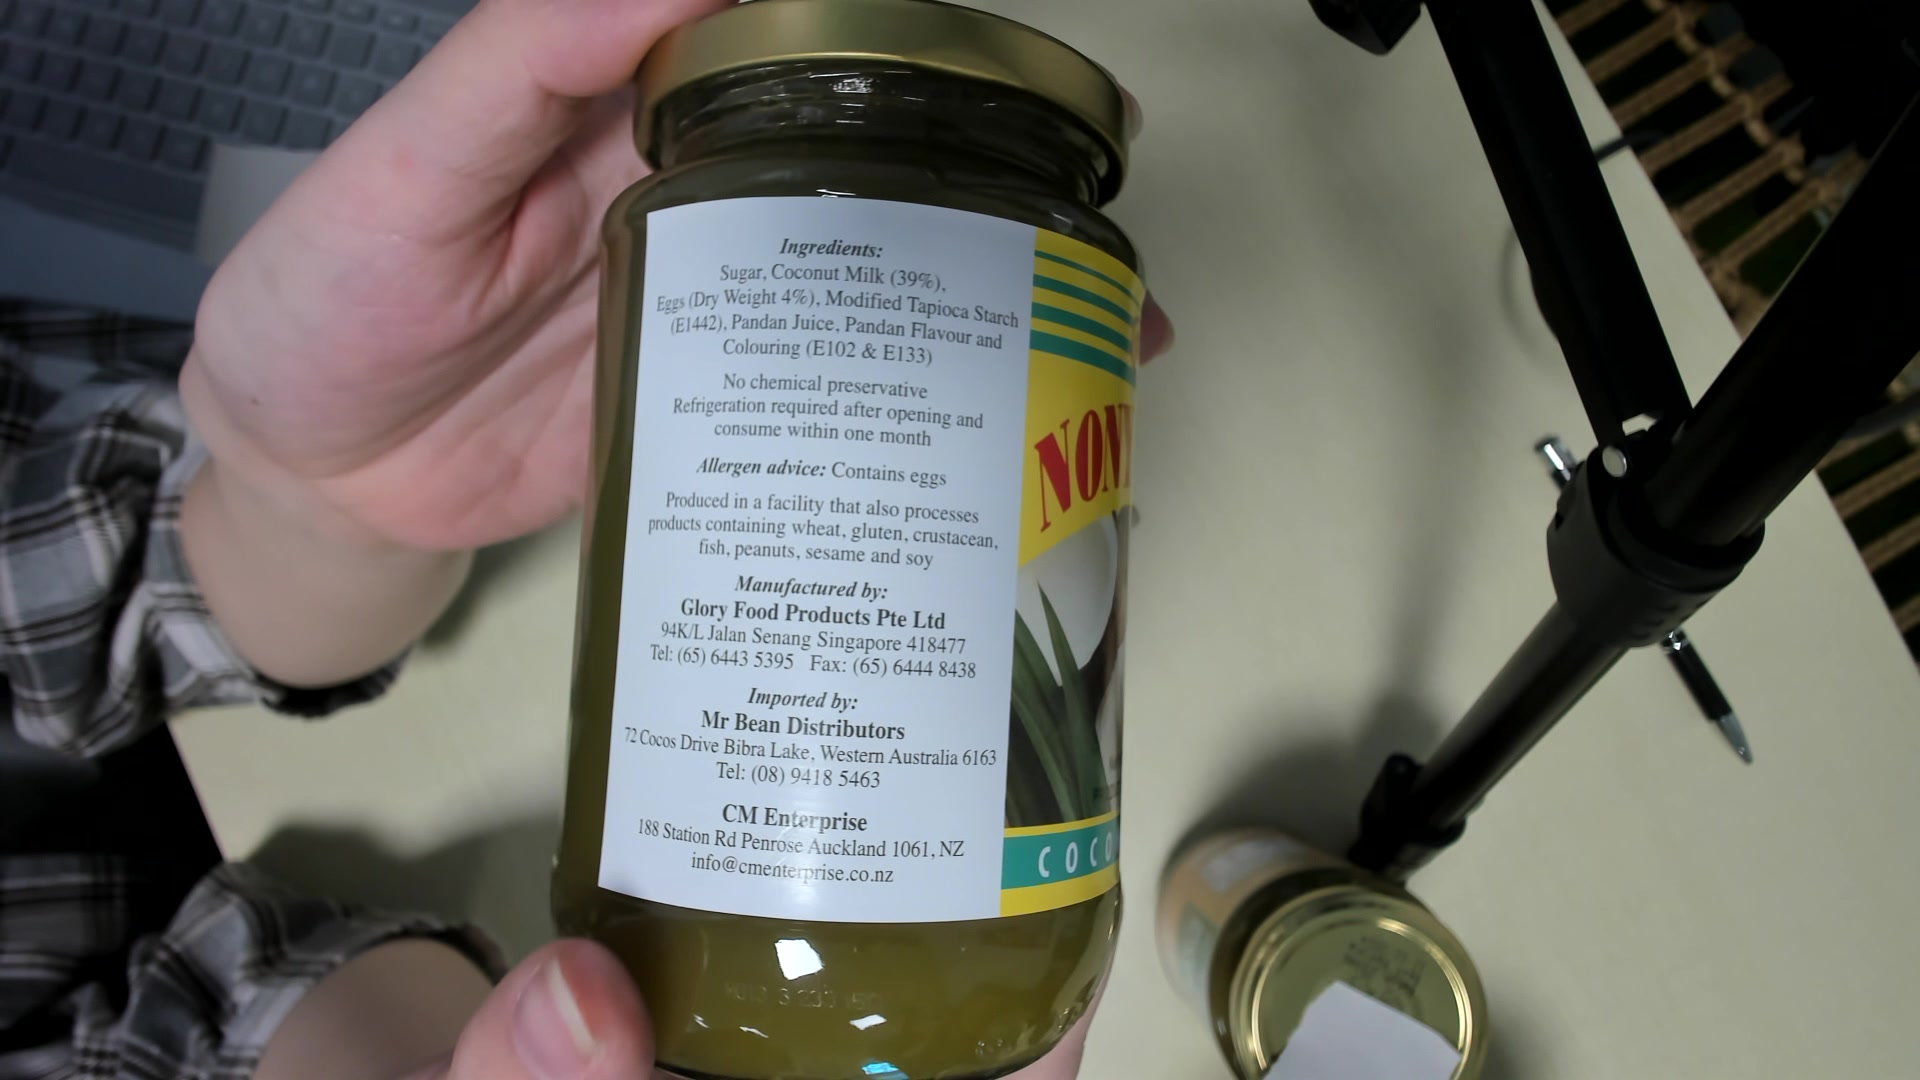 Ingredients:
Sugar, Coconut Milk (39%),
Eggs (Dry Weight 4%), Modified Tapioca Starch
(E1442), Pandan Juice, Pandan Flavour and
Colouring (E102 & E133)
No chemical preservative
Refrigeration required after opening and
consume within one month
Allergen advice: Contains eggs
Produced in a facility that also processes
products containing wheat, gluten, crustacean,
fish, peanuts, sesame and soy
Manufactured by:
Glory Food Products Pte Ltd
94K/L Jalan Senang Singapore 418477
Tel: (65) 6443 5395 Fax: (65) 6444 8438
Imported by:
Mr Bean Distributors
72 Cocos Drive Bibra Lake, Western Australia 6163
Tel: (08) 9418 5463
CM Enterprise
188 Station Rd Penrose Auckland 1061, NZ
info@cmenterprise.co.nz
NON
COCO